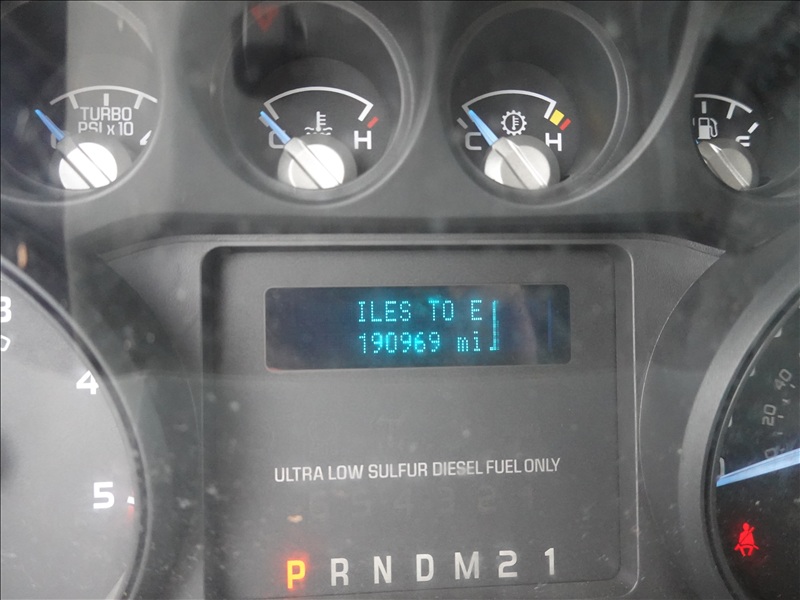 TURBO
PSI x 10
C H
C H
ILES TO E
190969 mi
3
4
5
20
40
ULTRA LOW SULFUR DIESEL FUEL ONLY
P R N D M 2 1